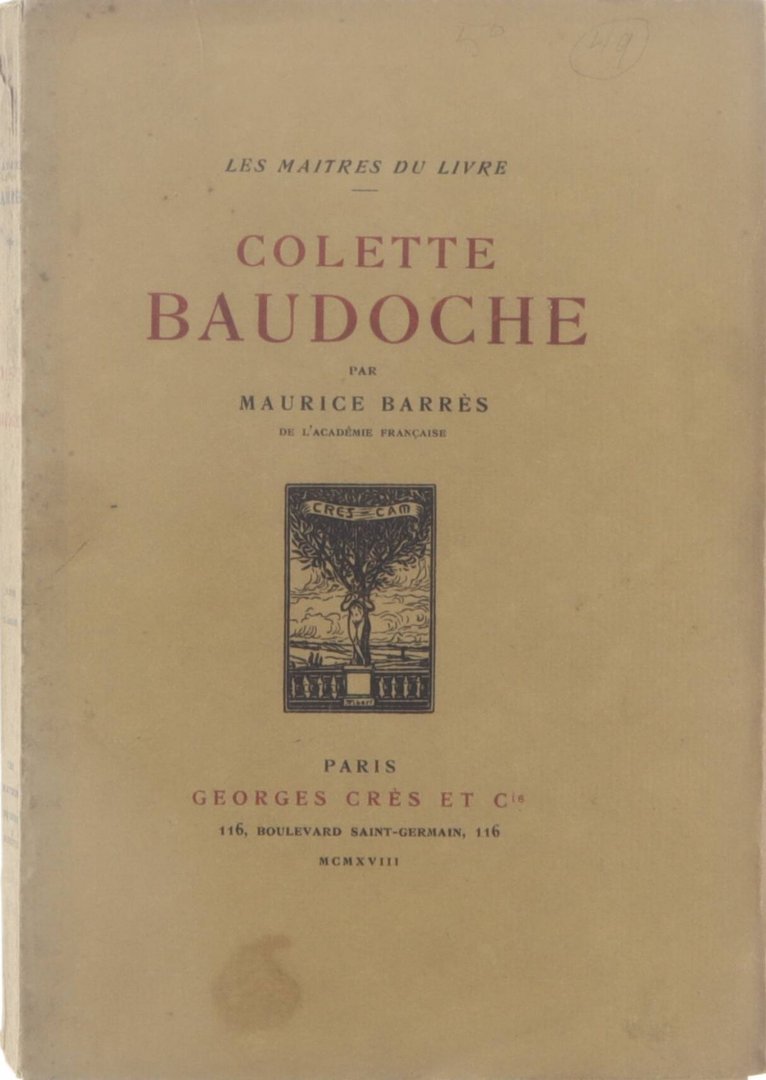 49
LES MAITRES DU LIVRE
COLETTE
BAUDOCHE
PAR
MAURICE BARRÈS
DE L'ACADÉMIE FRANÇAISE
CRES=CAM
PARIS
GEORGES CRÈS ET Cie
116, BOULEVARD SAINT-GERMAIN, 116
MCMXVIII